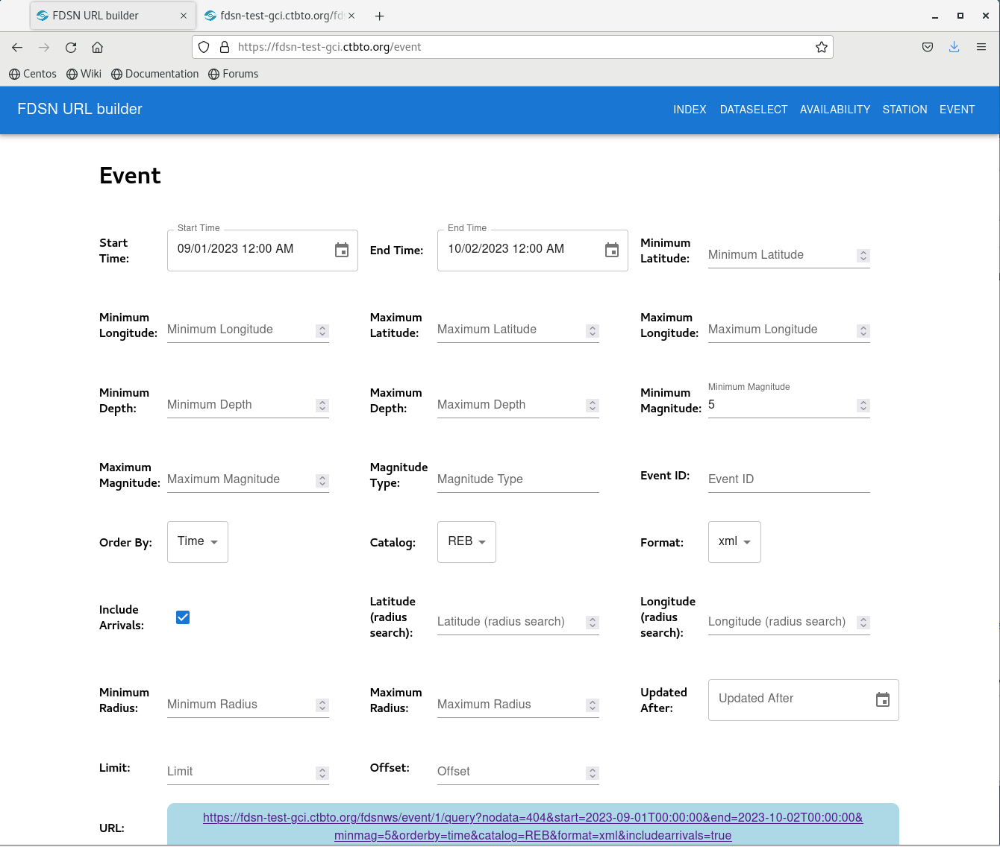 FDSN URL builder
fdsn-test-gci.ctbto.org/fd
https://fdsn-test-gci.ctbto.org/event
Centos Wiki Documentation Forums
FDSN URL builder INDEX DATASELECT AVAILABILITY STATION EVENT
Event
Start Time: Start Time 09/01/2023 12:00 AM
End Time: End Time 10/02/2023 12:00 AM
Minimum Latitude: Minimum Latitude
Minimum Longitude: Minimum Longitude
Maximum Latitude: Maximum Latitude
Maximum Longitude: Maximum Longitude
Minimum Depth: Minimum Depth
Maximum Depth: Maximum Depth
Minimum Magnitude: Minimum Magnitude 5
Maximum Magnitude: Maximum Magnitude
Magnitude Type: Magnitude Type
Event ID: Event ID
Order By: Time
Catalog: REB
Format: xml
Include Arrivals:
Latitude (radius search): Latitude (radius search)
Longitude (radius search): Longitude (radius search)
Minimum Radius: Minimum Radius
Maximum Radius: Maximum Radius
Updated After: Updated After
Limit: Limit
Offset: Offset
URL:
https://fdsn-test-gci.ctbto.org/fdsnws/event/1/query?nodata=404&start=2023-09-01T00:00:00&end=2023-10-02T00:00:00&
minmag=5&orderby=time&catalog=REB&format=xml&includearrivals=true